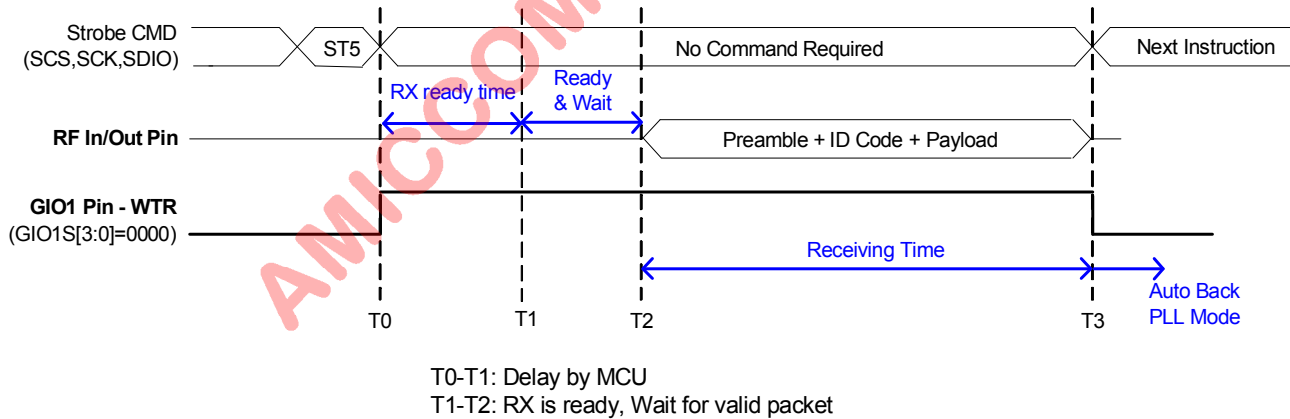 Strobe CMD
(SCS,SCK,SDIO)
ST5
No Command Required
Next Instruction
RX ready time
Ready
& Wait
RF In/Out Pin
Preamble + ID Code + Payload
GIO1 Pin - WTR
(GIO1S[3:0]=0000)
Receiving Time
Auto Back
PLL Mode
T0
T1
T2
T3
T0-T1: Delay by MCU
T1-T2: RX is ready, Wait for valid packet
AMICCOM